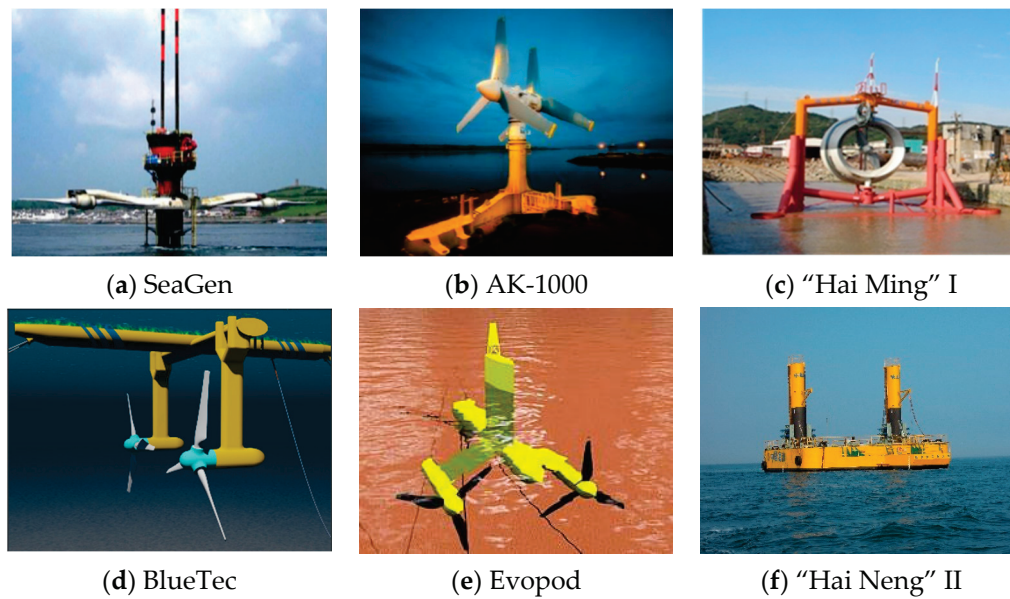 (a) SeaGen
(b) AK-1000
(c) “Hai Ming” I
(d) BlueTec
(e) Evopod
(f) “Hai Neng” II